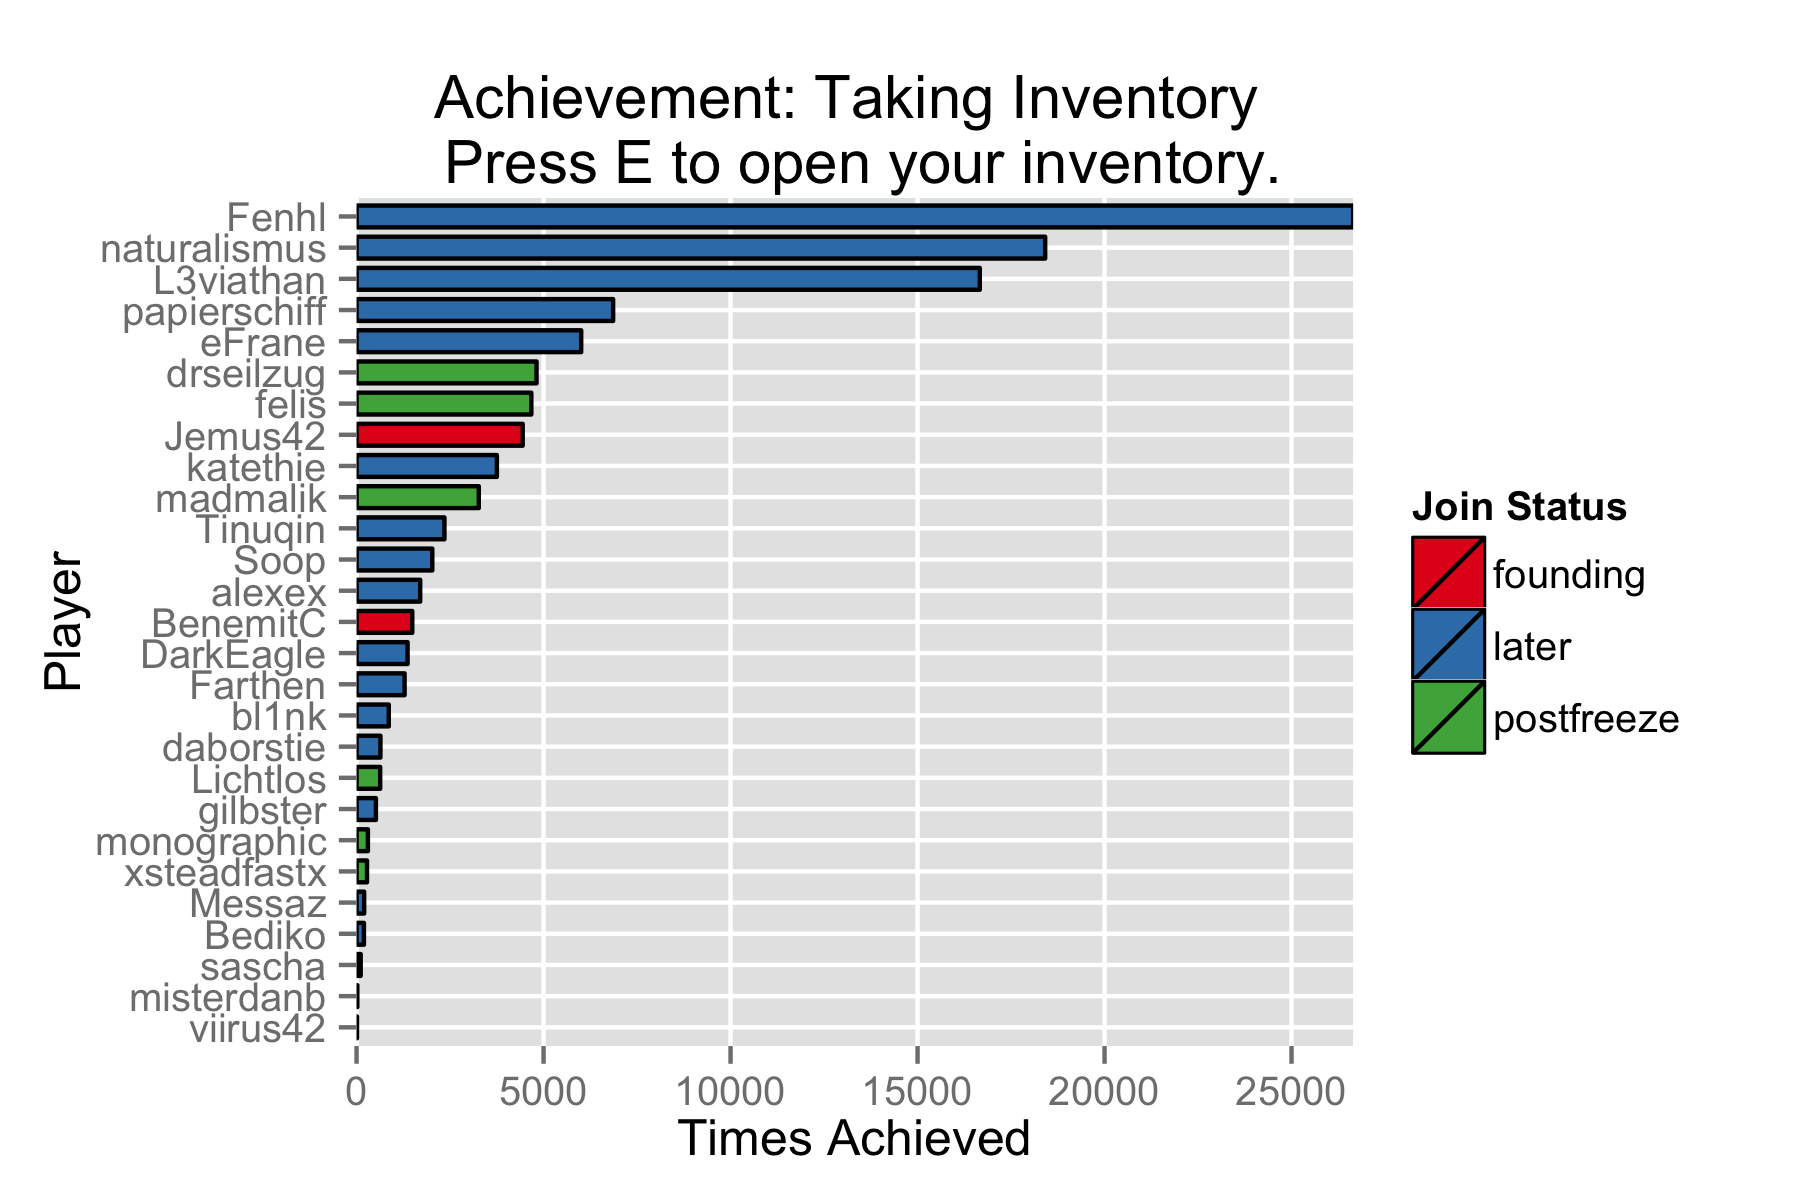 Achievement: Taking Inventory
Press E to open your inventory.
Player
Fenhl
naturalismus
L3viathan
papierschiff
eFrane
drseilzug
felis
Jemus42
katethie
madmalik
Tinuqin
Soop
alexex
BenemitC
DarkEagle
Farthen
bl1nk
daborstie
Lichtlos
gilbster
monographic
xsteadfastx
Messaz
Bediko
sascha
misterdanb
viirus42
0 5000 10000 15000 20000 25000
Times Achieved
Join Status
founding
later
postfreeze